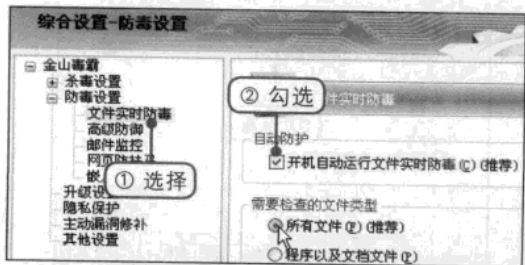 综合设置-防毒设置
金山毒霸
杀毒设置
防毒设置
文件实时防毒
高级防御
邮件监控
网页防挂马
升级设
隐私保护
主动漏洞修补
其他设置
① 选择
② 勾选
件实时防毒
自动防护
开机自动运行文件实时防毒(C)(推荐)
需要检查的文件类型
所有文件(F)(推荐)
程序以及文档文件(P)